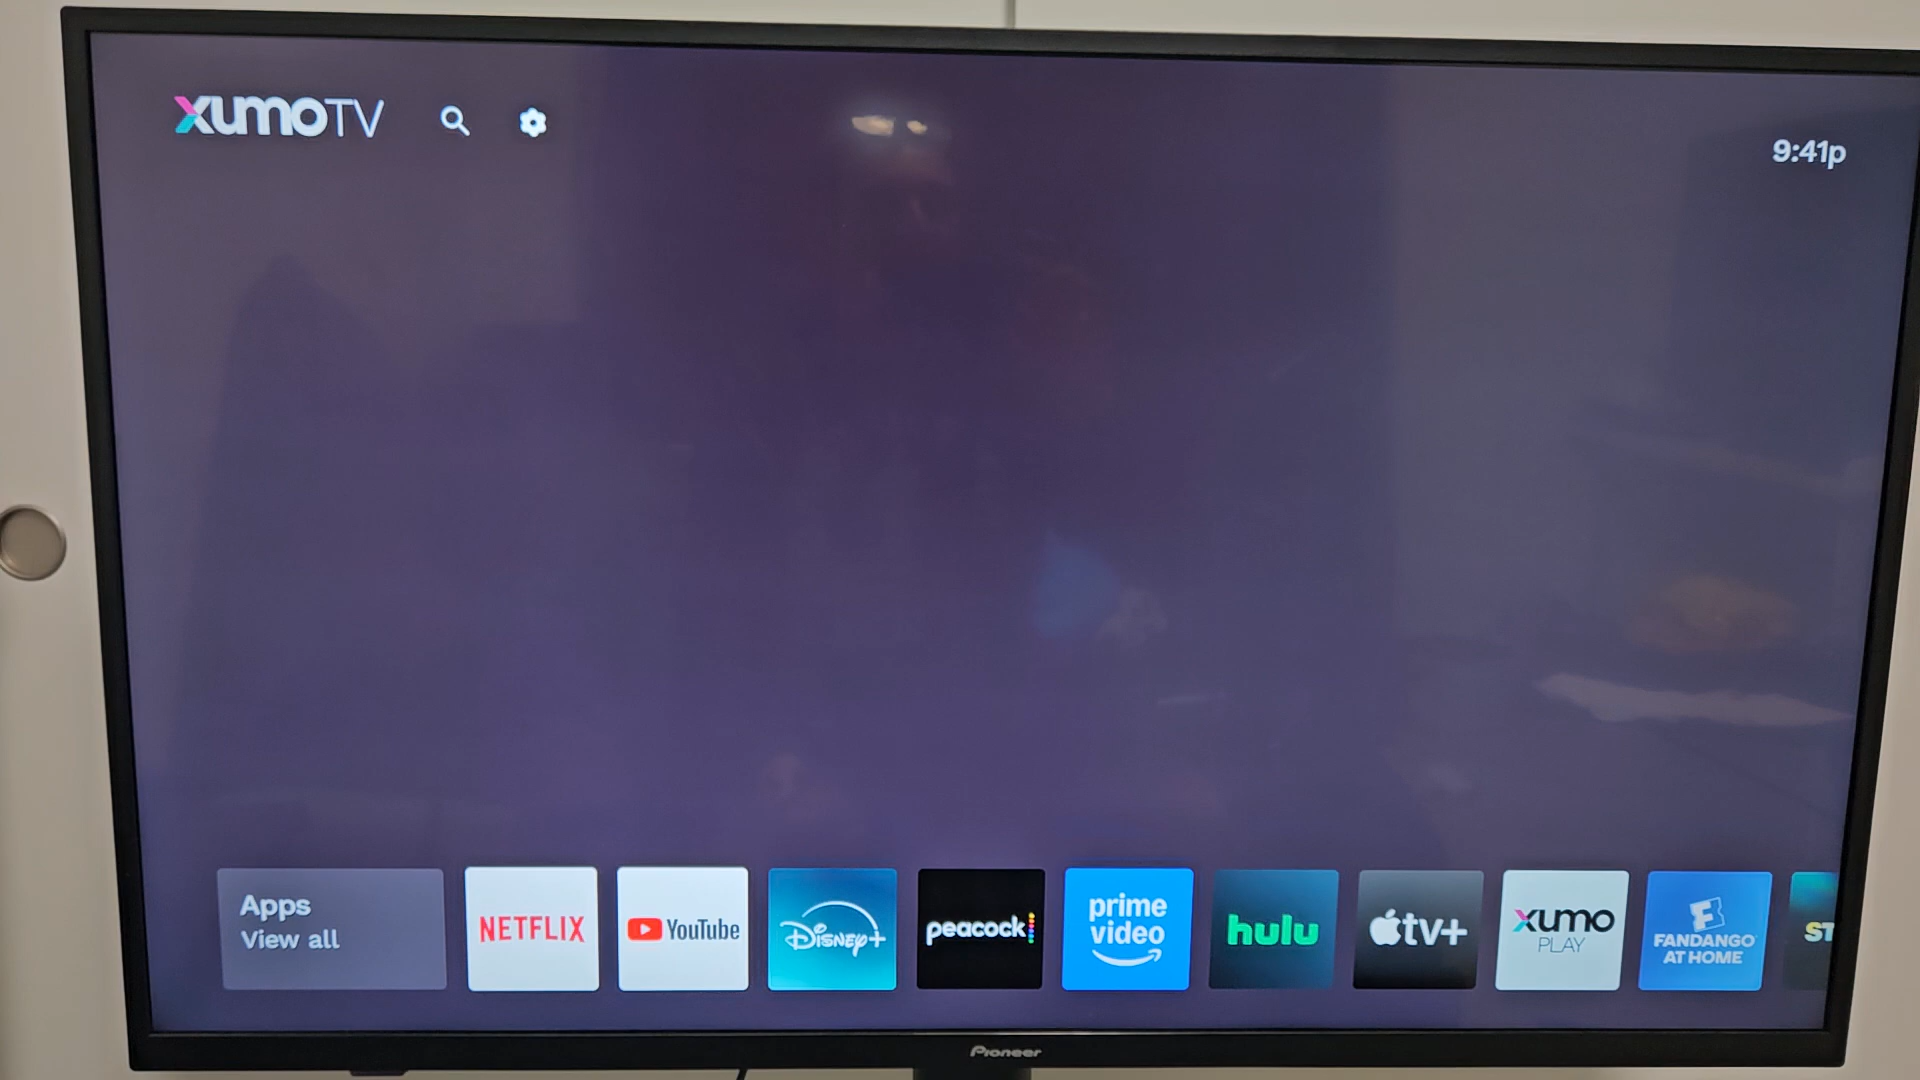 xumoTV
9:41p
Apps
View all
NETFLIX
YouTube
Disney+
peacock
prime
video
hulu
tv+
xumo
PLAY
FANDANGO
AT HOME
ST
Pioneer